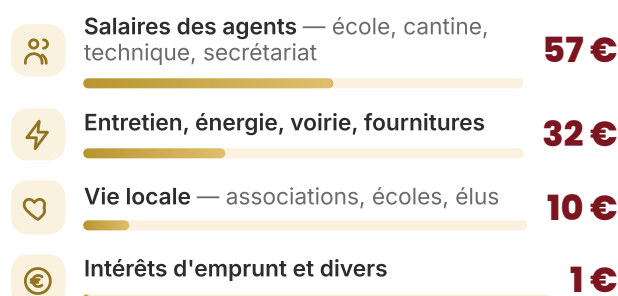 Salaires des agents — école, cantine,
technique, secrétariat
57 €
Entretien, énergie, voirie, fournitures
32 €
Vie locale — associations, écoles, élus
10 €
Intérêts d'emprunt et divers
1 €